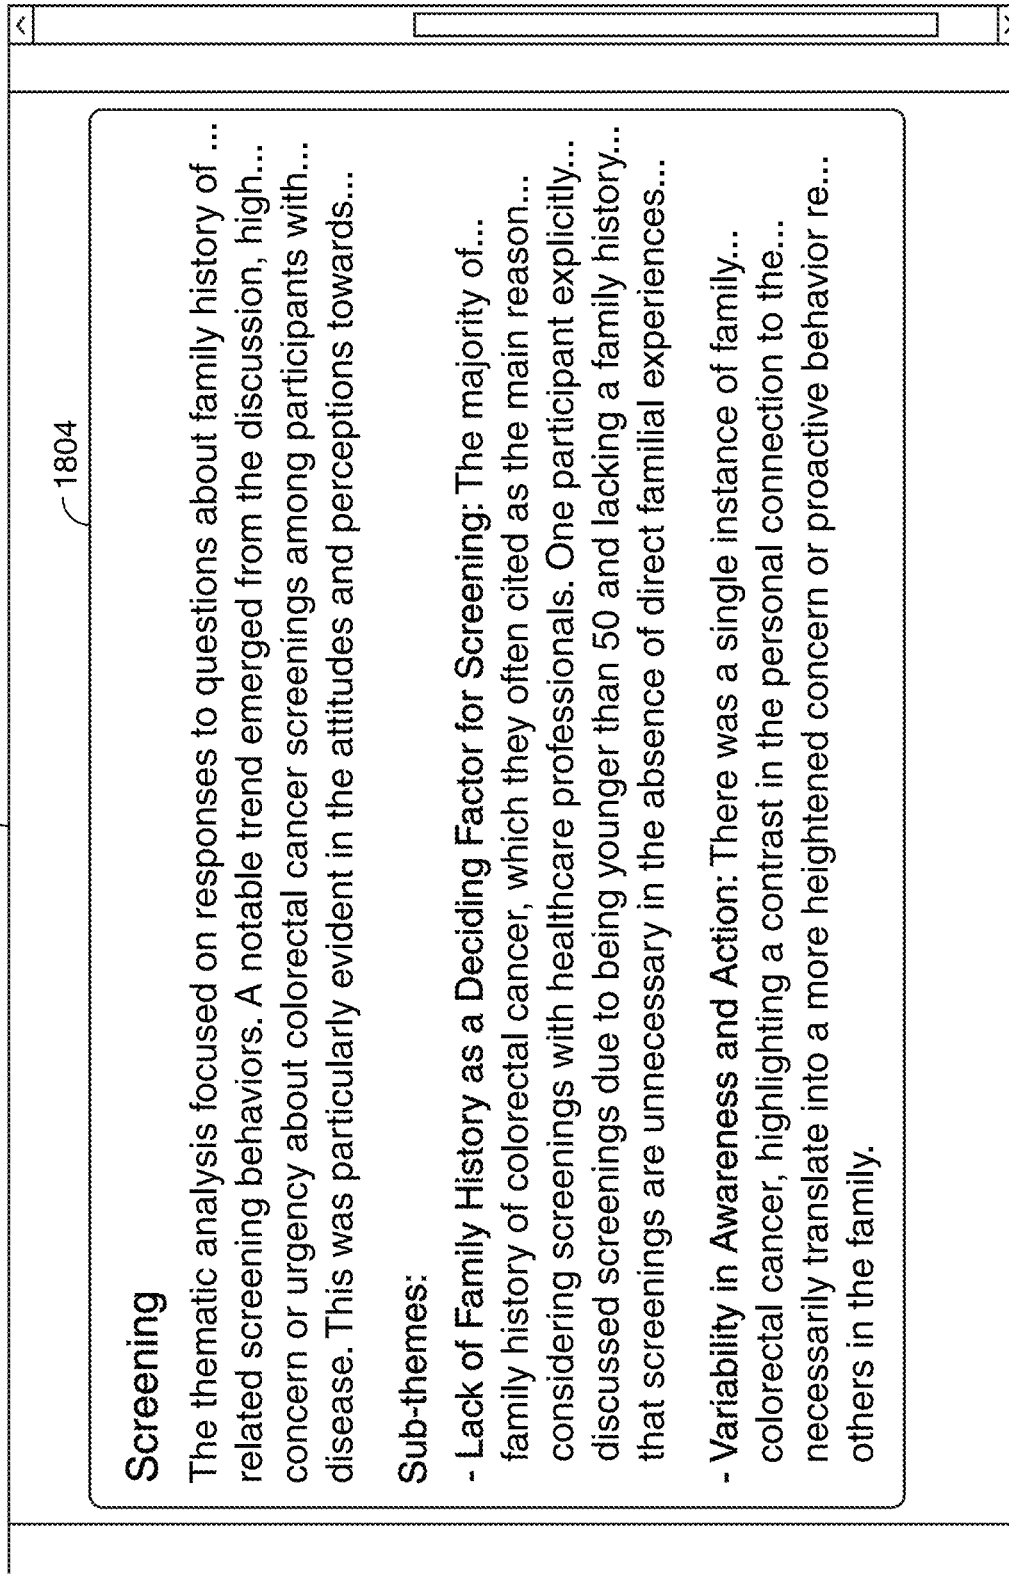 1804
Screening
The thematic analysis focused on responses to questions about family history of ...
related screening behaviors. A notable trend emerged from the discussion, high...
concern or urgency about colorectal cancer screenings among participants with...
disease. This was particularly evident in the attitudes and perceptions towards...
Sub-themes:
- Lack of Family History as a Deciding Factor for Screening: The majority of...
family history of colorectal cancer, which they often cited as the main reason...
considering screenings with healthcare professionals. One participant explicitly...
discussed screenings due to being younger than 50 and lacking a family history...
that screenings are unnecessary in the absence of direct familial experiences...
- Variability in Awareness and Action: There was a single instance of family...
colorectal cancer, highlighting a contrast in the personal connection to the...
necessarily translate into a more heightened concern or proactive behavior re...
others in the family.